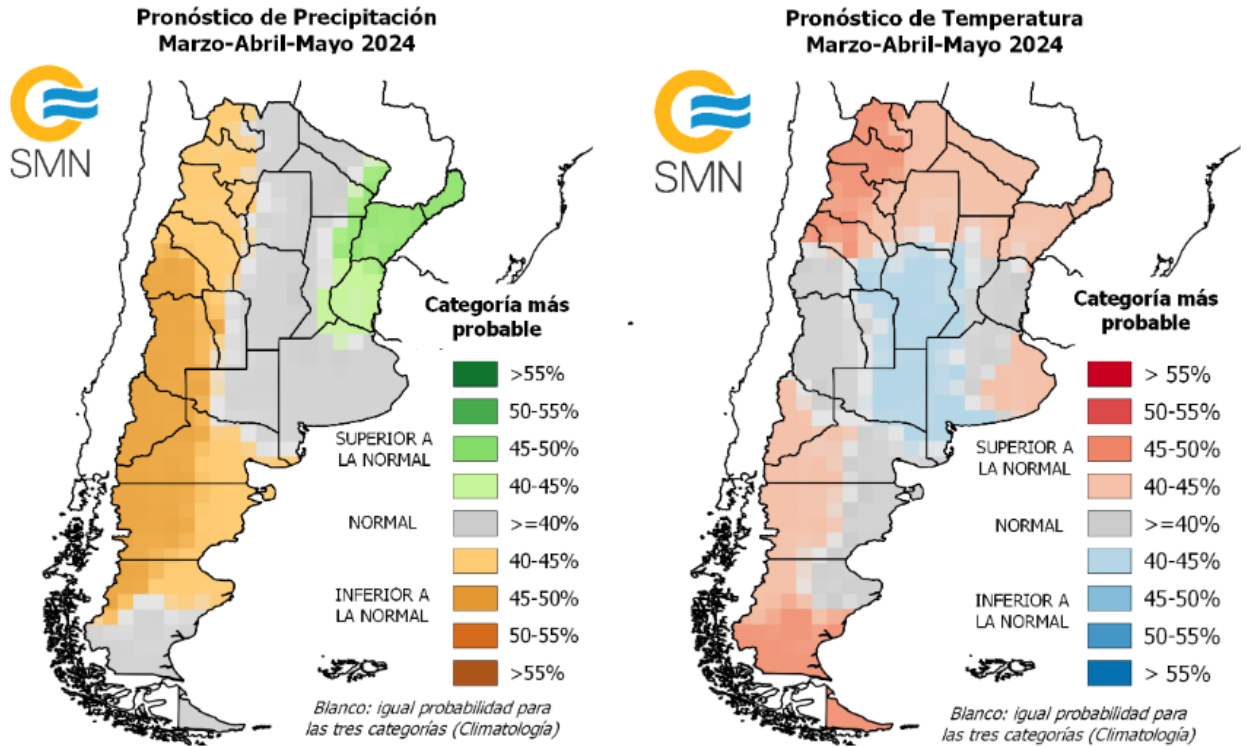 Pronóstico de Precipitación
Marzo-Abril-Mayo 2024
SMN
Categoría más
probable
>55%
50-55%
SUPERIOR A
LA NORMAL
45-50%
40-45%
NORMAL
>=40%
40-45%
INFERIOR A
LA NORMAL
45-50%
50-55%
>55%
Blanco: igual probabilidad para
las tres categorías (Climatología)
Pronóstico de Temperatura
Marzo-Abril-Mayo 2024
SMN
Categoría más
probable
> 55%
50-55%
SUPERIOR A
LA NORMAL
45-50%
40-45%
NORMAL
>=40%
40-45%
INFERIOR A
LA NORMAL
45-50%
50-55%
> 55%
Blanco: igual probabilidad para
las tres categorías (Climatología)